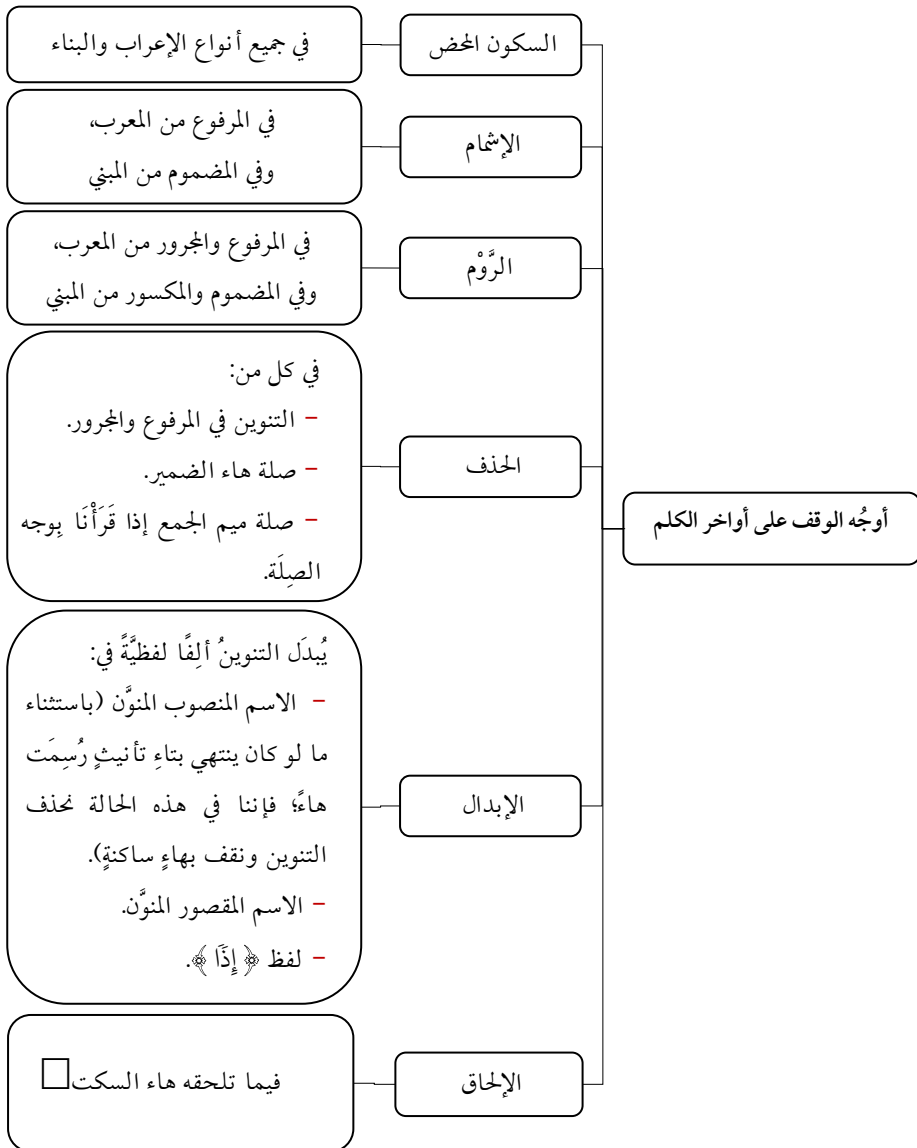 أوجُه الوقف على أواخر الكلم
السكون المحض
في جميع أنواع الإعراب والبناء
الإشمام
في المرفوع من المعرب،
وفي المضموم من المبني
الرَّوْم
في المرفوع والمجرور من المعرب،
وفي المضموم والمكسور من المبني
الحذف
في كل من:
– التنوين في المرفوع والمجرور.
– صلة هاء الضمير.
– صلة ميم الجمع إذا قَرَأْنَا بِوجه
الصِلَة.
الإبدال
يُبدَل التنوينُ ألِفًا لفظيَّةً في:
– الاسم المنصوب المنوَّن (باستثناء
ما لو كان ينتهي بتاءِ تأنيثٍ رُسِمَت
هاءً؛ فإننا في هذه الحالة نحذف
التنوين ونقف بهاءٍ ساكنةٍ).
– الاسم المقصور المنوَّن.
– لفظ ﴿ إِذًا ﴾.
الإلحاق
فيما تلحقه هاء السكت□